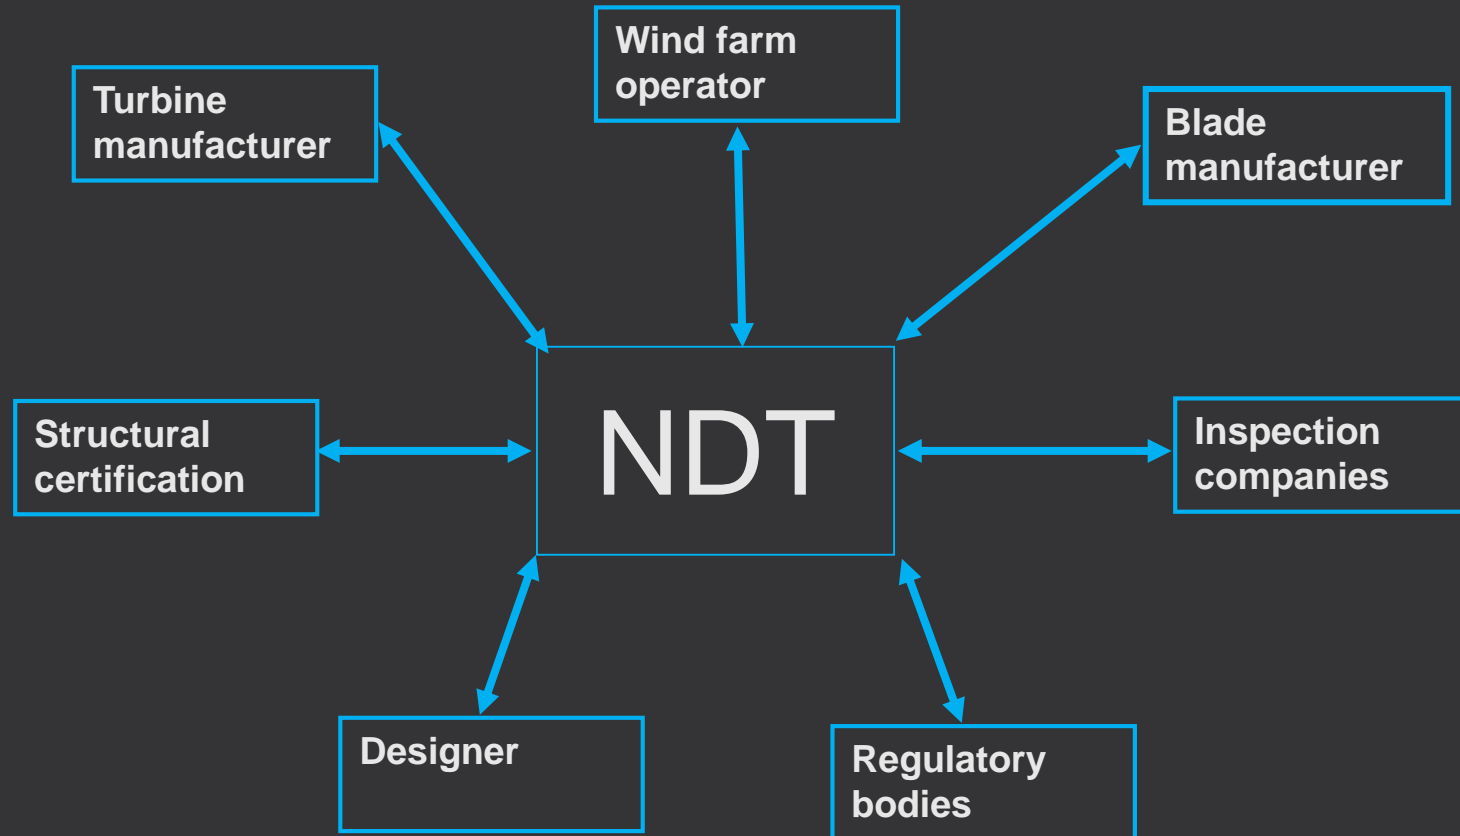 Wind farm
operator
Turbine
manufacturer
Blade
manufacturer
NDT
Structural
certification
Inspection
companies
Designer
Regulatory
bodies